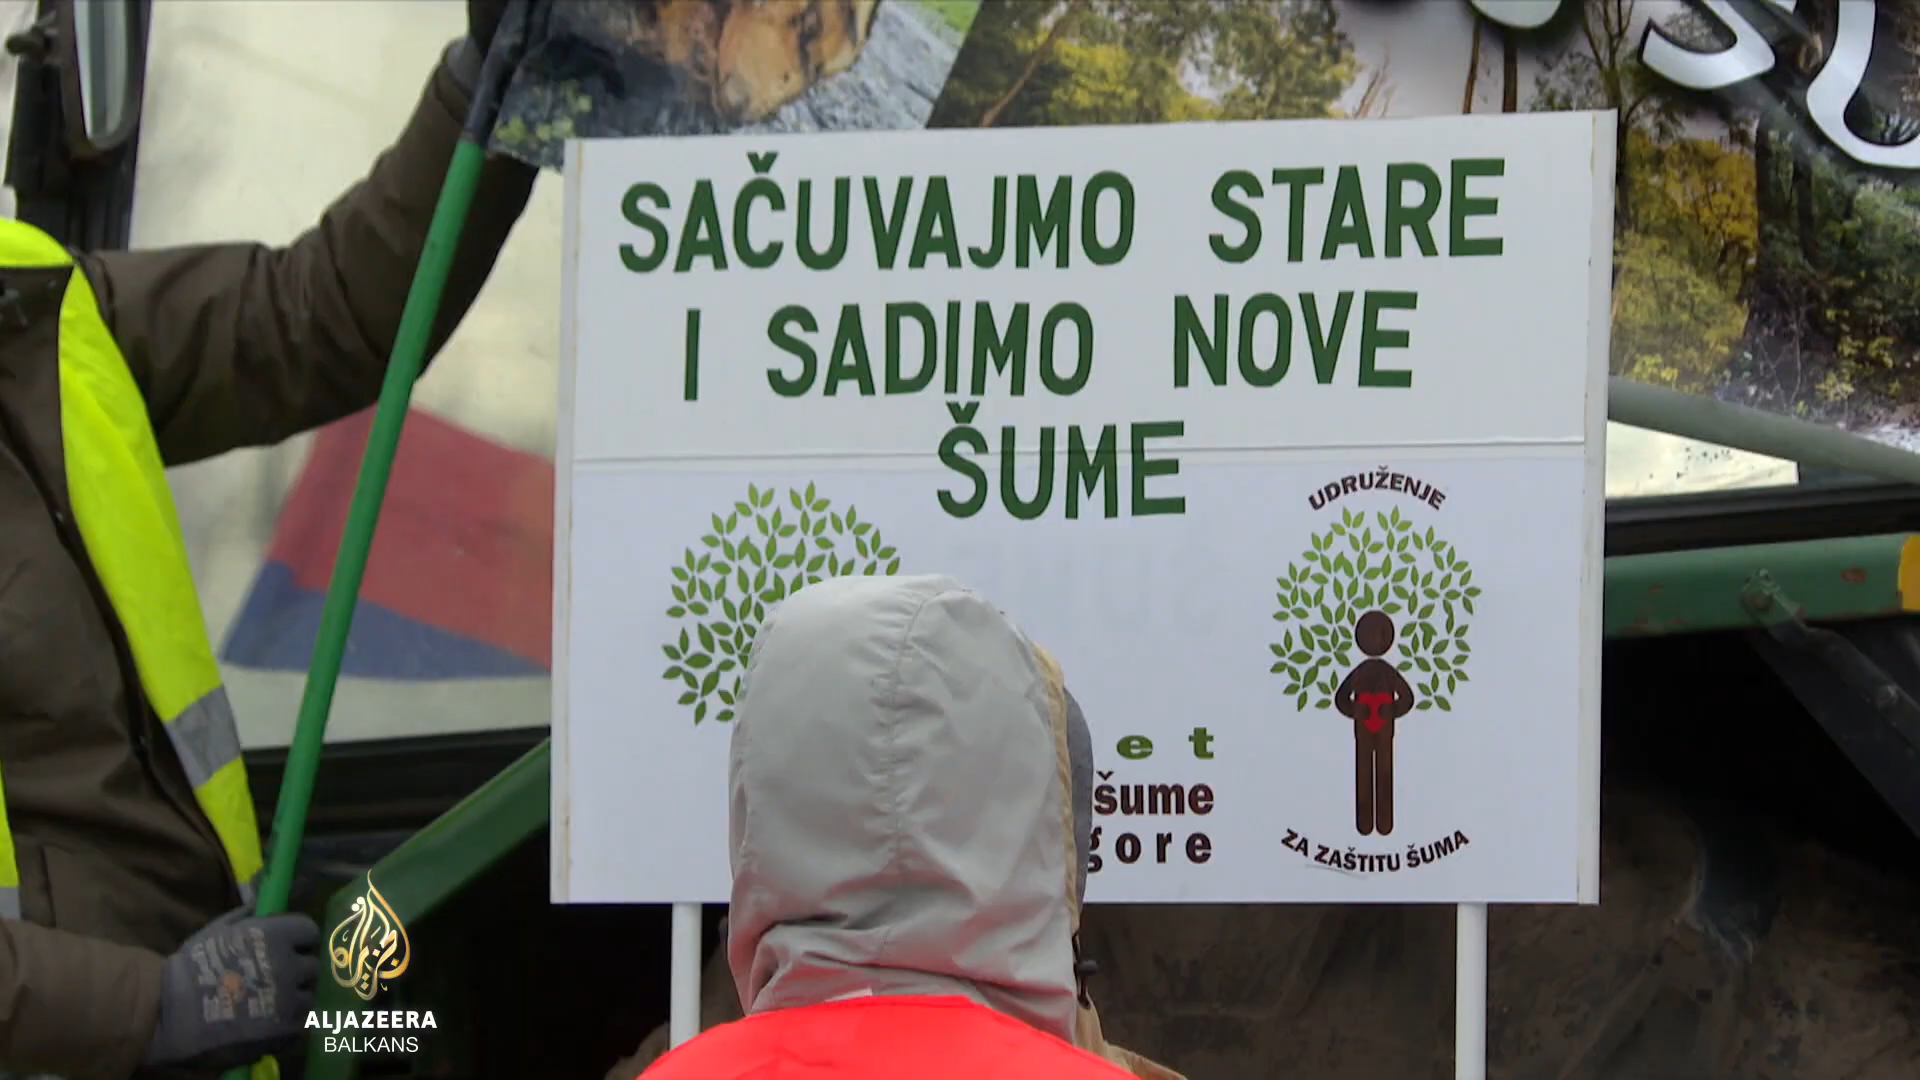 SAČUVAJMO STARE
I SADIMO NOVE
ŠUME
UDRUŽENJE
et
šume
gore
ZA ZAŠTITU ŠUMA
ALJAZEERA
BALKANS